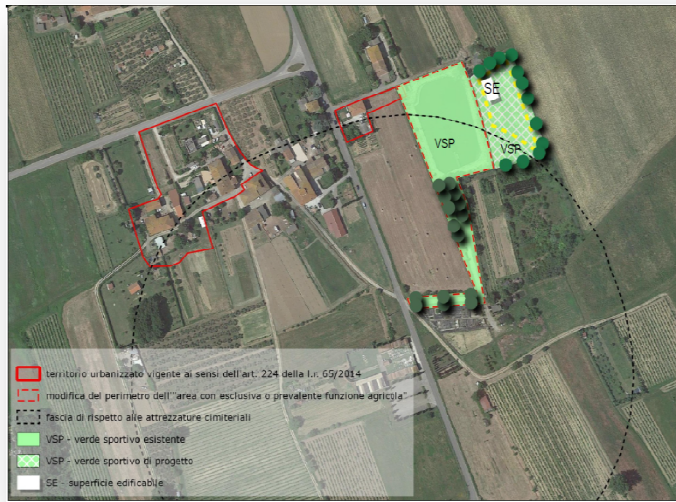 SE
VSP
VSP
territorio urbanizzato vigente ai sensi dell'art. 224 della l.r. 65/2014
modifica del perimetro dell'"area con esclusiva o prevalente funzione agricola"
fascia di rispetto alle attrezzature cimiteriali
VSP - verde sportivo esistente
VSP - verde sportivo di progetto
SE - superficie edificabile